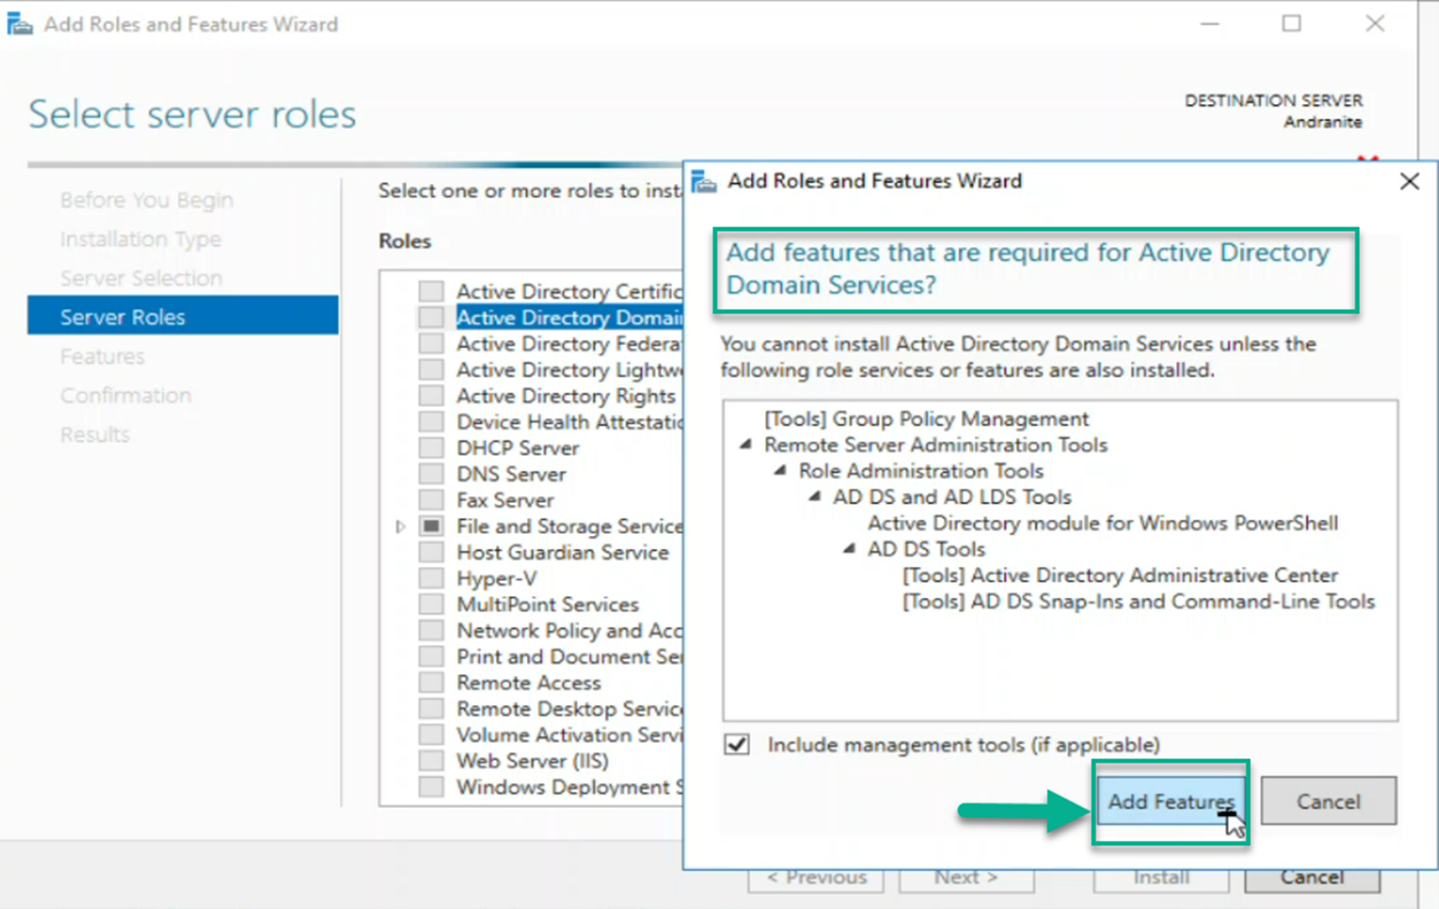 Add Roles and Features Wizard
Select server roles
DESTINATION SERVER
Andranite
Before You Begin
Installation Type
Server Selection
Server Roles
Features
Confirmation
Results
Select one or more roles to inst
Roles
Active Directory Certific
Active Directory Domai
Active Directory Federa
Active Directory Lightw
Active Directory Rights
Device Health Attestatio
DHCP Server
DNS Server
Fax Server
File and Storage Service
Host Guardian Service
Hyper-V
MultiPoint Services
Network Policy and Acc
Print and Document Ser
Remote Access
Remote Desktop Service
Volume Activation Servi
Web Server (IIS)
Windows Deployment S
Add Roles and Features Wizard
Add features that are required for Active Directory
Domain Services?
You cannot install Active Directory Domain Services unless the
following role services or features are also installed.
[Tools] Group Policy Management
Remote Server Administration Tools
Role Administration Tools
AD DS and AD LDS Tools
Active Directory module for Windows PowerShell
AD DS Tools
[Tools] Active Directory Administrative Center
[Tools] AD DS Snap-Ins and Command-Line Tools
Include management tools (if applicable)
Add Features
Cancel
< Previous
Next >
Install
Cancel